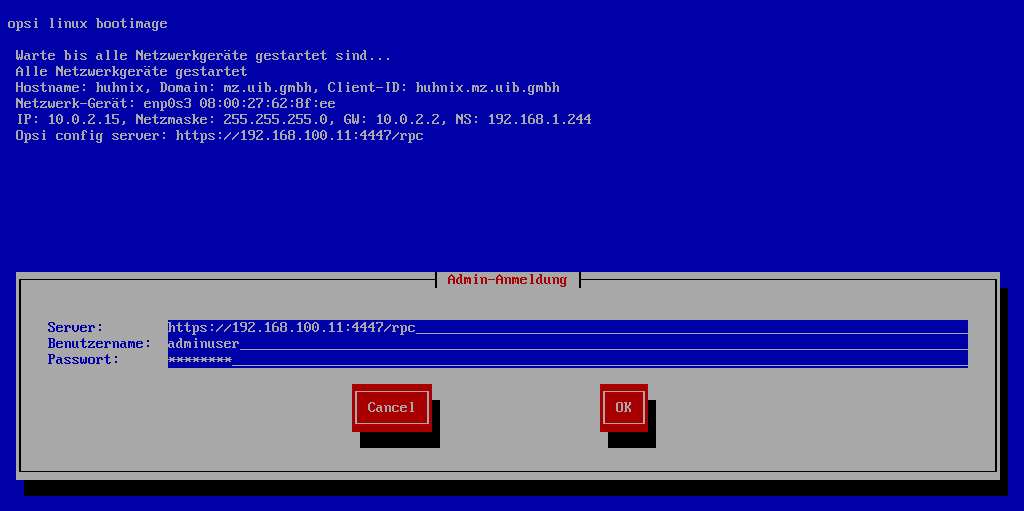 opsi linux bootimage
Warte bis alle Netzwerkgeräte gestartet sind...
Alle Netzwerkgeräte gestartet
Hostname: huhnix, Domain: mz.uib.gmbh, Client-ID: huhnix.mz.uib.gmbh
Netzwerk-Gerät: enp0s3 08:00:27:62:8f:ee
IP: 10.0.2.15, Netzmaske: 255.255.255.0, GW: 10.0.2.2, NS: 192.168.1.244
Opsi config server: https://192.168.100.11:4447/rpc
Admin-Anmeldung
Server: https://192.168.100.11:4447/rpc
Benutzername: adminuser
Passwort: ********
Cancel OK